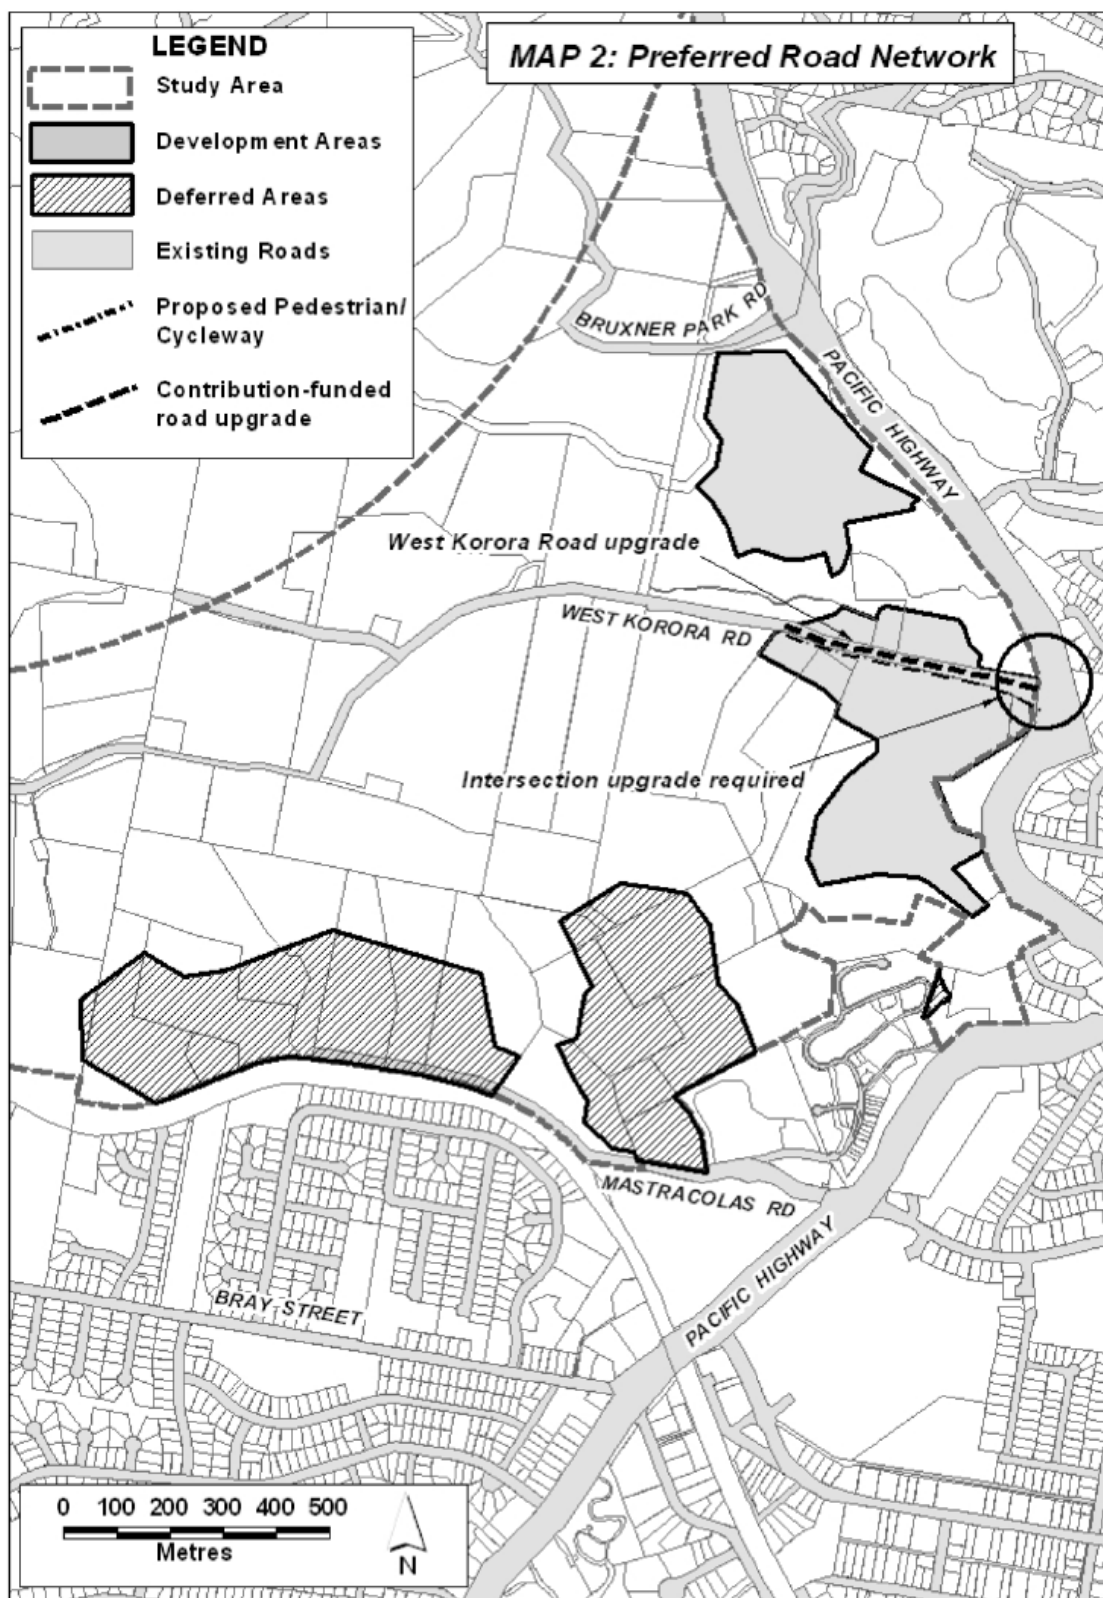 LEGEND
Study Area
Development Areas
Deferred Areas
Existing Roads
Proposed Pedestrian/
Cycleway
Contribution-funded
road upgrade
MAP 2: Preferred Road Network
BRUXNER PARK RD
PACIFIC HIGHWAY
West Korora Road upgrade
WEST KORORA RD
Intersection upgrade required
MASTRACOLAS RD
PACIFIC HIGHWAY
BRAY STREET
0 100 200 300 400 500
Metres
N